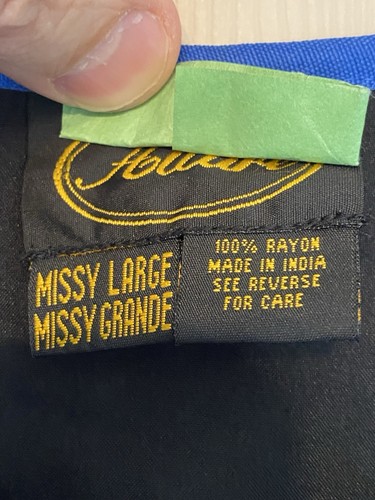 MISSY LARGE
MISSY GRANDE
100% RAYON
MADE IN INDIA
SEE REVERSE
FOR CARE